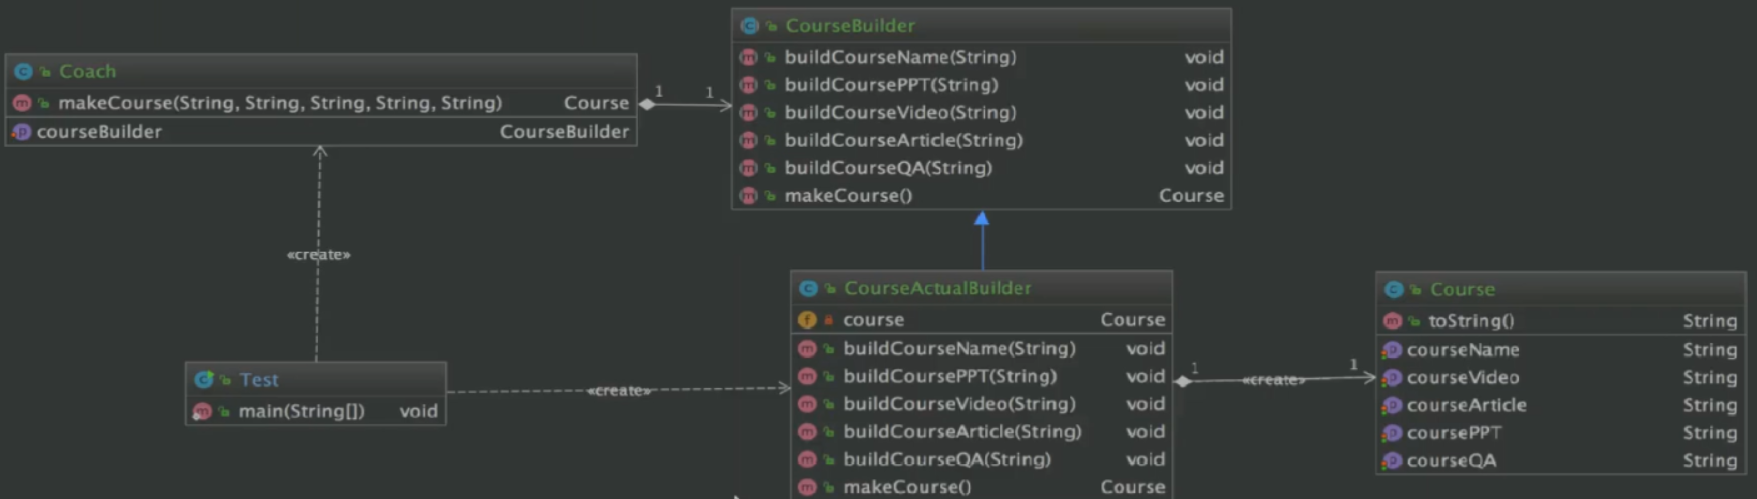 CourseBuilder
buildCourseName(String) void
buildCoursePPT(String) void
buildCourseVideo(String) void
buildCourseArticle(String) void
buildCourseQA(String) void
makeCourse() Course
Coach
makeCourse(String, String, String, String, String) Course
courseBuilder CourseBuilder
1
1
«create»
Test
main(String[]) void
«create»
CourseActualBuilder
course Course
buildCourseName(String) void
buildCoursePPT(String) void
buildCourseVideo(String) void
buildCourseArticle(String) void
buildCourseQA(String) void
makeCourse() Course
1
«create»
1
Course
toString() String
courseName String
courseVideo String
courseArticle String
coursePPT String
courseQA String